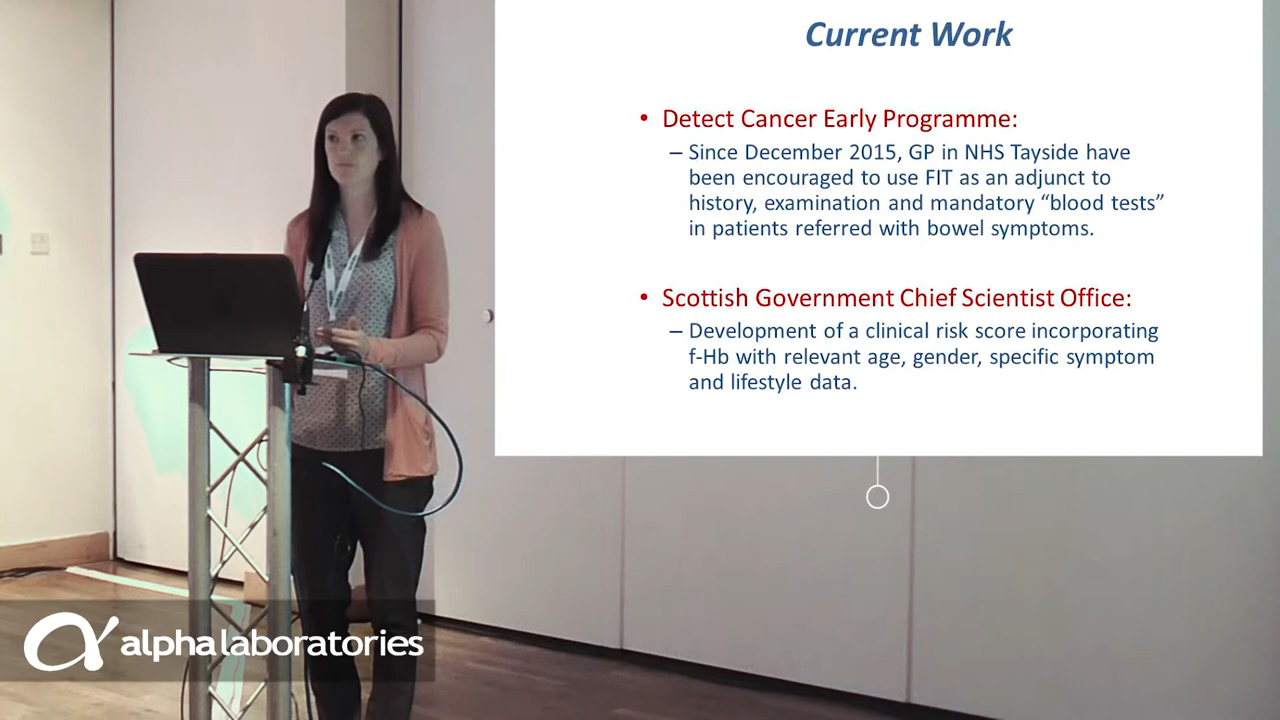 Current Work
• Detect Cancer Early Programme:
– Since December 2015, GP in NHS Tayside have
been encouraged to use FIT as an adjunct to
history, examination and mandatory “blood tests”
in patients referred with bowel symptoms.
• Scottish Government Chief Scientist Office:
– Development of a clinical risk score incorporating
f-Hb with relevant age, gender, specific symptom
and lifestyle data.
alphalaboratories